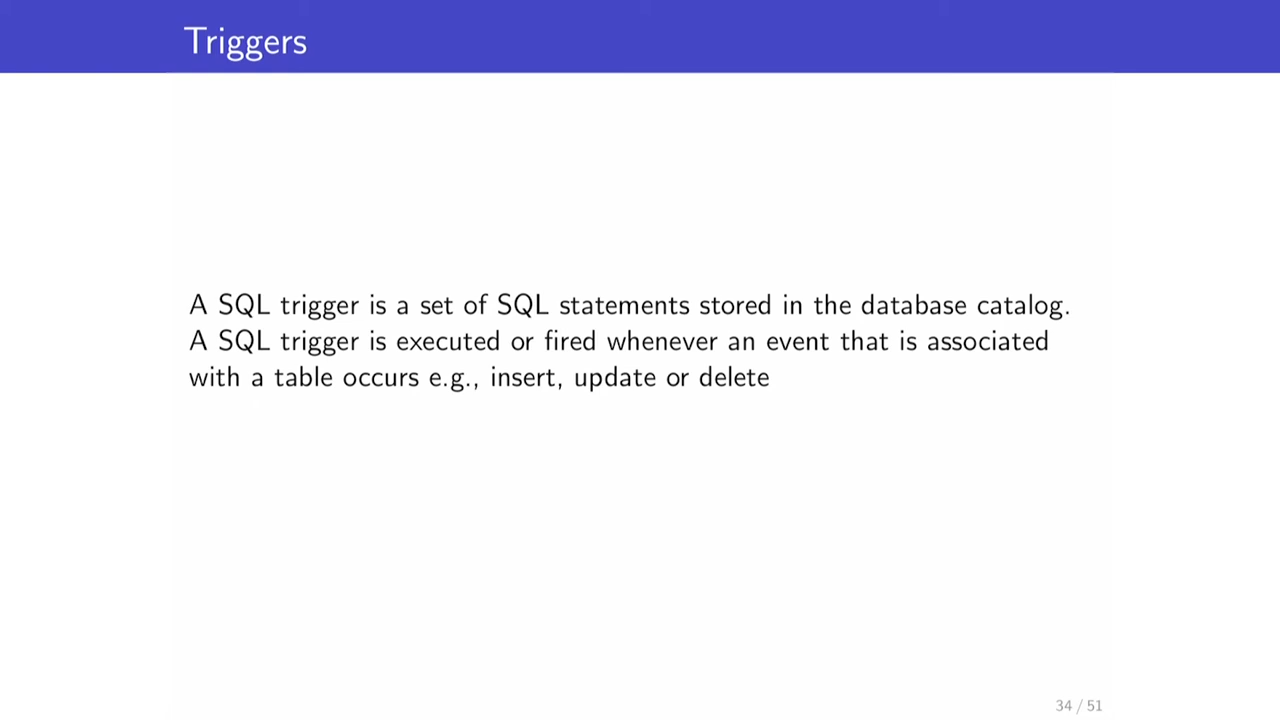 Triggers
A SQL trigger is a set of SQL statements stored in the database catalog.
A SQL trigger is executed or fired whenever an event that is associated
with a table occurs e.g., insert, update or delete
34 / 51